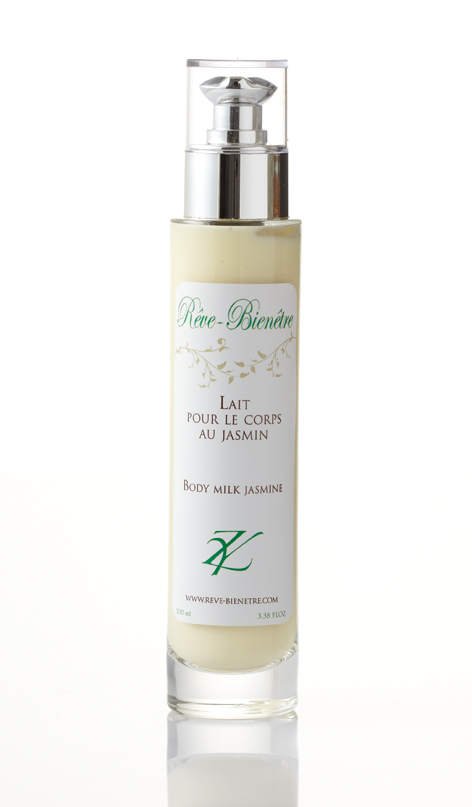 Rêve-Bienêtre
LAIT
POUR LE CORPS
AU JASMIN
BODY MILK JASMINE
WWW.REVE-BIENETRE.COM
100 ml 3.38 FL.OZ